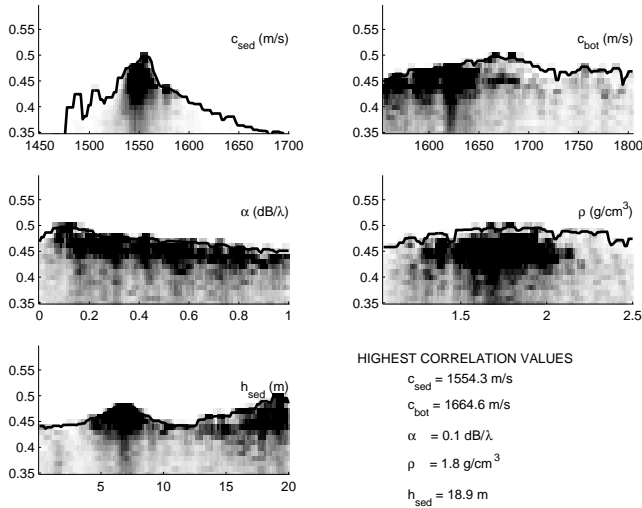 c_sed (m/s)
0.55
0.5
0.45
0.4
0.35
1450 1500 1550 1600 1650 1700
c_bot (m/s)
0.55
0.5
0.45
0.4
0.35
1600 1650 1700 1750 1800
α (dB/λ)
0.55
0.5
0.45
0.4
0.35
0 0.2 0.4 0.6 0.8 1
ρ (g/cm³)
0.55
0.5
0.45
0.4
0.35
1.5 2 2.5
h_sed (m)
0.55
0.5
0.45
0.4
0.35
5 10 15 20
HIGHEST CORRELATION VALUES
c_sed = 1554.3 m/s
c_bot = 1664.6 m/s
α = 0.1 dB/λ
ρ = 1.8 g/cm³
h_sed = 18.9 m